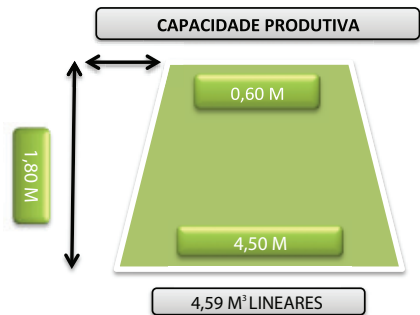 CAPACIDADE PRODUTIVA
0,60 M
1,80 M
4,50 M
4,59 M³ LINEARES